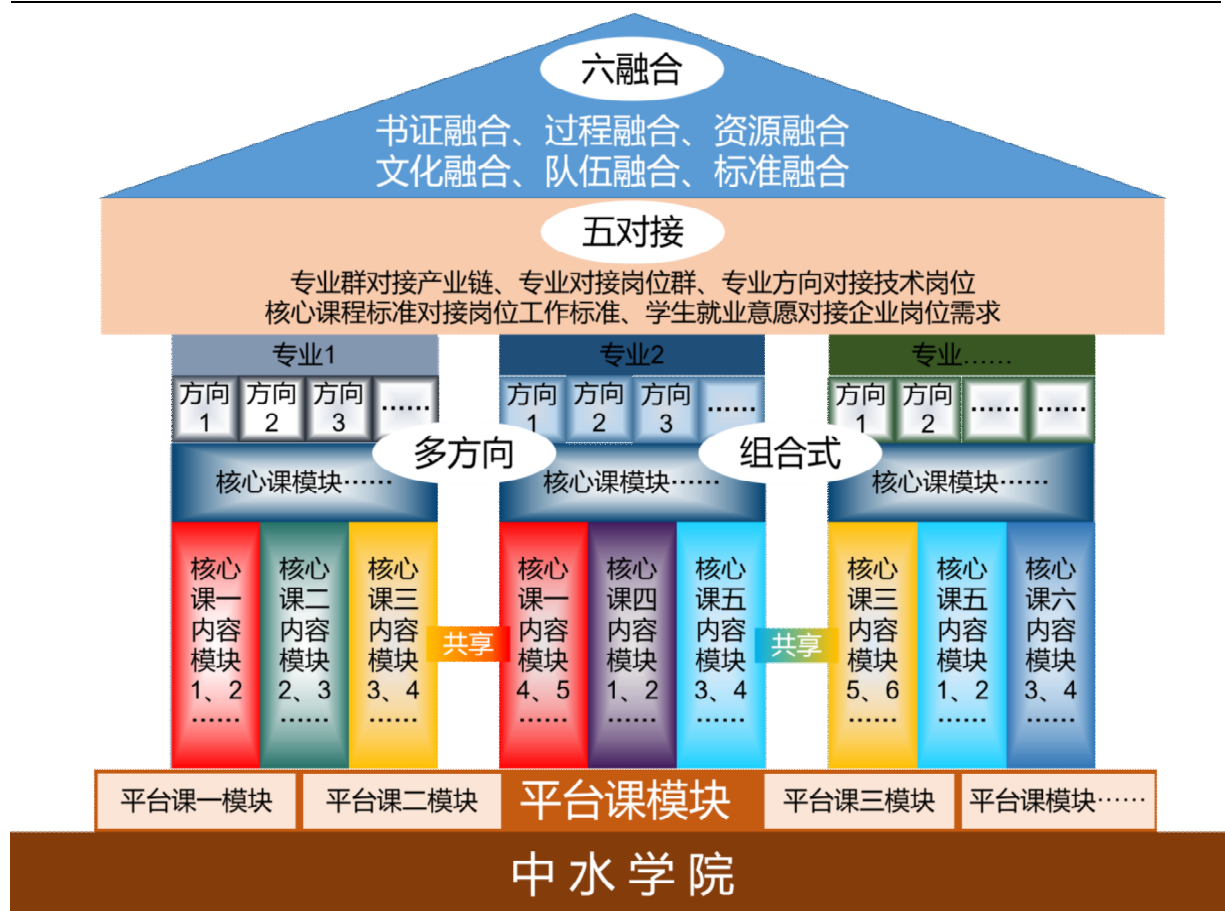 六融合
书证融合、过程融合、资源融合
文化融合、队伍融合、标准融合
五对接
专业群对接产业链、专业对接岗位群、专业方向对接技术岗位
核心课程标准对接岗位工作标准、学生就业意愿对接企业岗位需求
专业1
方向
1
方向
2
方向
3
……
专业2
方向
1
方向
2
方向
3
……
专业……
方向
1
方向
2
……
……
多方向
组合式
核心课模块……
核心课模块……
核心课模块……
核心
课一
内容
模块
1、2
……
核心
课二
内容
模块
2、3
……
核心
课三
内容
模块
3、4
……
共享
核心
课一
内容
模块
4、5
……
核心
课四
内容
模块
1、2
……
核心
课五
内容
模块
3、4
……
共享
核心
课三
内容
模块
5、6
……
核心
课五
内容
模块
1、2
……
核心
课六
内容
模块
3、4
……
平台课一模块
平台课二模块
平台课模块
平台课三模块
平台课模块……
中水学院